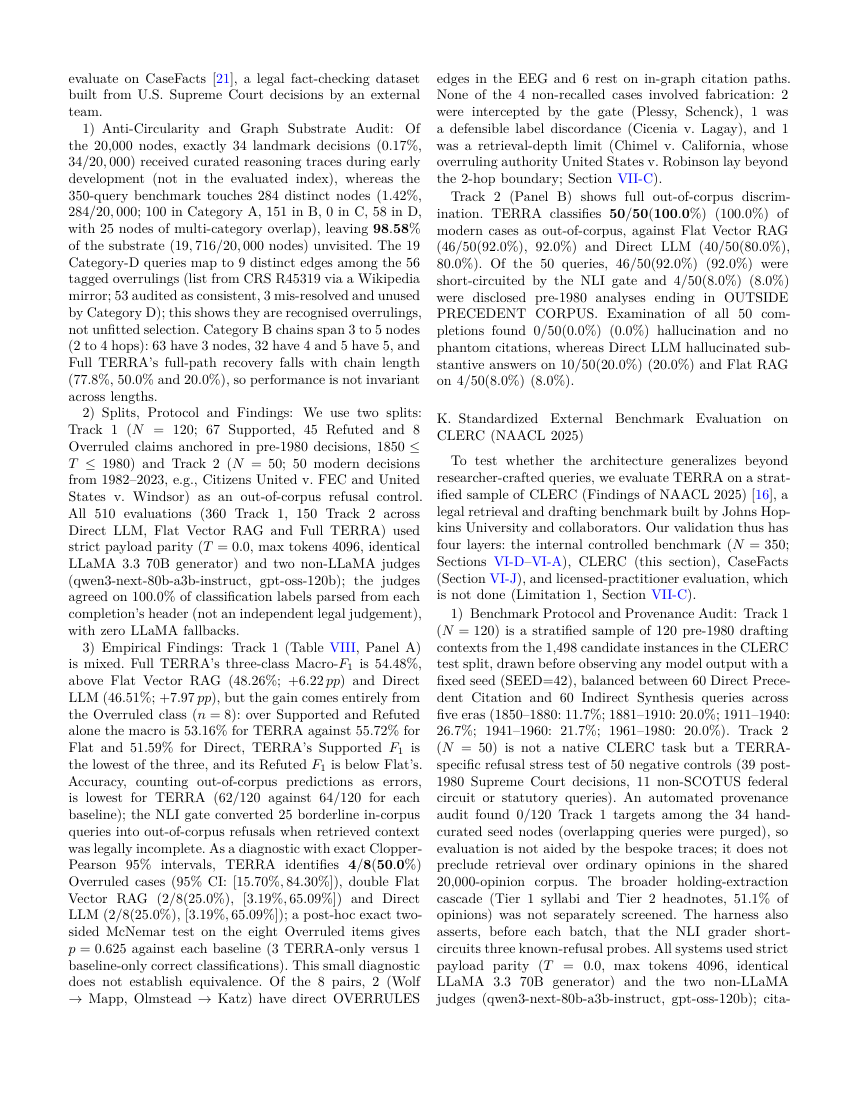 evaluate on CaseFacts [21], a legal fact-checking dataset
built from U.S. Supreme Court decisions by an external
team.
1) Anti-Circularity and Graph Substrate Audit: Of
the 20,000 nodes, exactly 34 landmark decisions (0.17%,
34/20,000) received curated reasoning traces during early
development (not in the evaluated index), whereas the
350-query benchmark touches 284 distinct nodes (1.42%,
284/20,000; 100 in Category A, 151 in B, 0 in C, 58 in D,
with 25 nodes of multi-category overlap), leaving 98.58%
of the substrate (19,716/20,000 nodes) unvisited. The 19
Category-D queries map to 9 distinct edges among the 56
tagged overrulings (list from CRS R45319 via a Wikipedia
mirror; 53 audited as consistent, 3 mis-resolved and unused
by Category D); this shows they are recognised overrulings,
not unfitted selection. Category B chains span 3 to 5 nodes
(2 to 4 hops): 63 have 3 nodes, 32 have 4 and 5 have 5, and
Full TERRA's full-path recovery falls with chain length
(77.8%, 50.0% and 20.0%), so performance is not invariant
across lengths.
2) Splits, Protocol and Findings: We use two splits:
Track 1 (N = 120; 67 Supported, 45 Refuted and 8
Overruled claims anchored in pre-1980 decisions, 1850 ≤
T ≤ 1980) and Track 2 (N = 50; 50 modern decisions
from 1982–2023, e.g., Citizens United v. FEC and United
States v. Windsor) as an out-of-corpus refusal control.
All 510 evaluations (360 Track 1, 150 Track 2 across
Direct LLM, Flat Vector RAG and Full TERRA) used
strict payload parity (T = 0.0, max tokens 4096, identical
LLaMA 3.3 70B generator) and two non-LLaMA judges
(qwen3-next-80b-a3b-instruct, gpt-oss-120b); the judges
agreed on 100.0% of classification labels parsed from each
completion's header (not an independent legal judgement),
with zero LLaMA fallbacks.
3) Empirical Findings: Track 1 (Table VIII, Panel A)
is mixed. Full TERRA's three-class Macro-F1 is 54.48%,
above Flat Vector RAG (48.26%; +6.22 pp) and Direct
LLM (46.51%; +7.97 pp), but the gain comes entirely from
the Overruled class (n = 8): over Supported and Refuted
alone the macro is 53.16% for TERRA against 55.72% for
Flat and 51.59% for Direct, TERRA's Supported F1 is
the lowest of the three, and its Refuted F1 is below Flat's.
Accuracy, counting out-of-corpus predictions as errors,
is lowest for TERRA (62/120 against 64/120 for each
baseline); the NLI gate converted 25 borderline in-corpus
queries into out-of-corpus refusals when retrieved context
was legally incomplete. As a diagnostic with exact Clopper-
Pearson 95% intervals, TERRA identifies 4/8(50.0%)
Overruled cases (95% CI: [15.70%, 84.30%]), double Flat
Vector RAG (2/8(25.0%), [3.19%, 65.09%]) and Direct
LLM (2/8(25.0%), [3.19%, 65.09%]); a post-hoc exact two-
sided McNemar test on the eight Overruled items gives
p = 0.625 against each baseline (3 TERRA-only versus 1
baseline-only correct classifications). This small diagnostic
does not establish equivalence. Of the 8 pairs, 2 (Wolf
→ Mapp, Olmstead → Katz) have direct OVERRULES
edges in the EEG and 6 rest on in-graph citation paths.
None of the 4 non-recalled cases involved fabrication: 2
were intercepted by the gate (Plessy, Schenck), 1 was
a defensible label discordance (Cicenia v. Lagay), and 1
was a retrieval-depth limit (Chimel v. California, whose
overruling authority United States v. Robinson lay beyond
the 2-hop boundary; Section VII-C).
Track 2 (Panel B) shows full out-of-corpus discrim-
ination. TERRA classifies 50/50(100.0%) (100.0%) of
modern cases as out-of-corpus, against Flat Vector RAG
(46/50(92.0%), 92.0%) and Direct LLM (40/50(80.0%),
80.0%). Of the 50 queries, 46/50(92.0%) (92.0%) were
short-circuited by the NLI gate and 4/50(8.0%) (8.0%)
were disclosed pre-1980 analyses ending in OUTSIDE
PRECEDENT CORPUS. Examination of all 50 com-
pletions found 0/50(0.0%) (0.0%) hallucination and no
phantom citations, whereas Direct LLM hallucinated sub-
stantive answers on 10/50(20.0%) (20.0%) and Flat RAG
on 4/50(8.0%) (8.0%).
K. Standardized External Benchmark Evaluation on
CLERC (NAACL 2025)
To test whether the architecture generalizes beyond
researcher-crafted queries, we evaluate TERRA on a strat-
ified sample of CLERC (Findings of NAACL 2025) [16], a
legal retrieval and drafting benchmark built by Johns Hop-
kins University and collaborators. Our validation thus has
four layers: the internal controlled benchmark (N = 350;
Sections VI-D–VI-A), CLERC (this section), CaseFacts
(Section VI-J), and licensed-practitioner evaluation, which
is not done (Limitation 1, Section VII-C).
1) Benchmark Protocol and Provenance Audit: Track 1
(N = 120) is a stratified sample of 120 pre-1980 drafting
contexts from the 1,498 candidate instances in the CLERC
test split, drawn before observing any model output with a
fixed seed (SEED=42), balanced between 60 Direct Prece-
dent Citation and 60 Indirect Synthesis queries across
five eras (1850–1880: 11.7%; 1881–1910: 20.0%; 1911–1940:
26.7%; 1941–1960: 21.7%; 1961–1980: 20.0%). Track 2
(N = 50) is not a native CLERC task but a TERRA-
specific refusal stress test of 50 negative controls (39 post-
1980 Supreme Court decisions, 11 non-SCOTUS federal
circuit or statutory queries). An automated provenance
audit found 0/120 Track 1 targets among the 34 hand-
curated seed nodes (overlapping queries were purged), so
evaluation is not aided by the bespoke traces; it does not
preclude retrieval over ordinary opinions in the shared
20,000-opinion corpus. The broader holding-extraction
cascade (Tier 1 syllabi and Tier 2 headnotes, 51.1% of
opinions) was not separately screened. The harness also
asserts, before each batch, that the NLI grader short-
circuits three known-refusal probes. All systems used strict
payload parity (T = 0.0, max tokens 4096, identical
LLaMA 3.3 70B generator) and the two non-LLaMA
judges (qwen3-next-80b-a3b-instruct, gpt-oss-120b); cita-